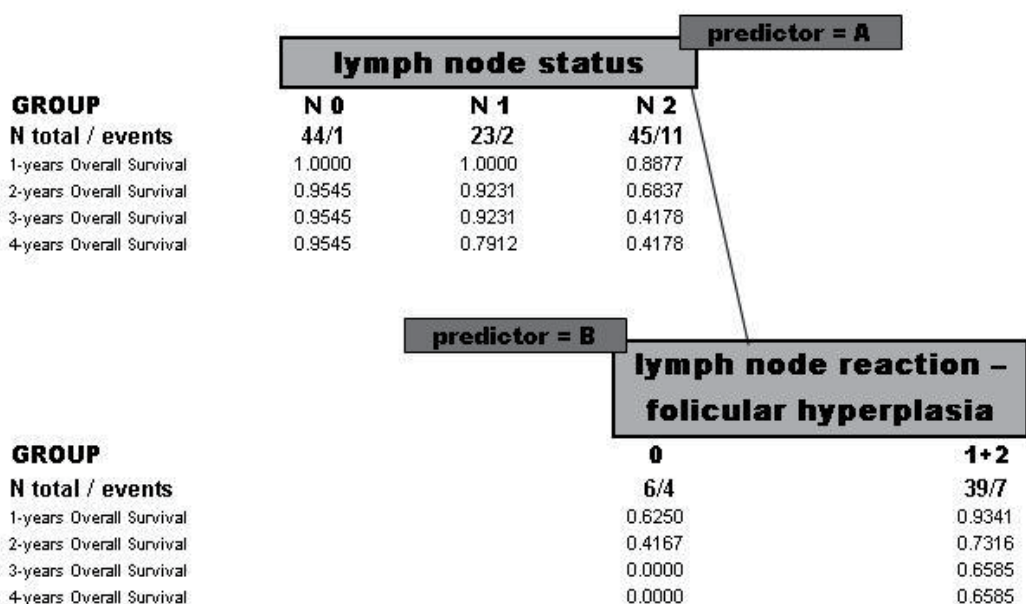 predictor = A
lymph node status
GROUP N 0 N 1 N 2
N total / events 44/1 23/2 45/11
1-years Overall Survival 1.0000 1.0000 0.8877
2-years Overall Survival 0.9545 0.9231 0.6837
3-years Overall Survival 0.9545 0.9231 0.4178
4-years Overall Survival 0.9545 0.7912 0.4178
predictor = B
lymph node reaction –
folicular hyperplasia
GROUP 0 1+2
N total / events 6/4 39/7
1-years Overall Survival 0.6250 0.9341
2-years Overall Survival 0.4167 0.7316
3-years Overall Survival 0.0000 0.6585
4-years Overall Survival 0.0000 0.6585